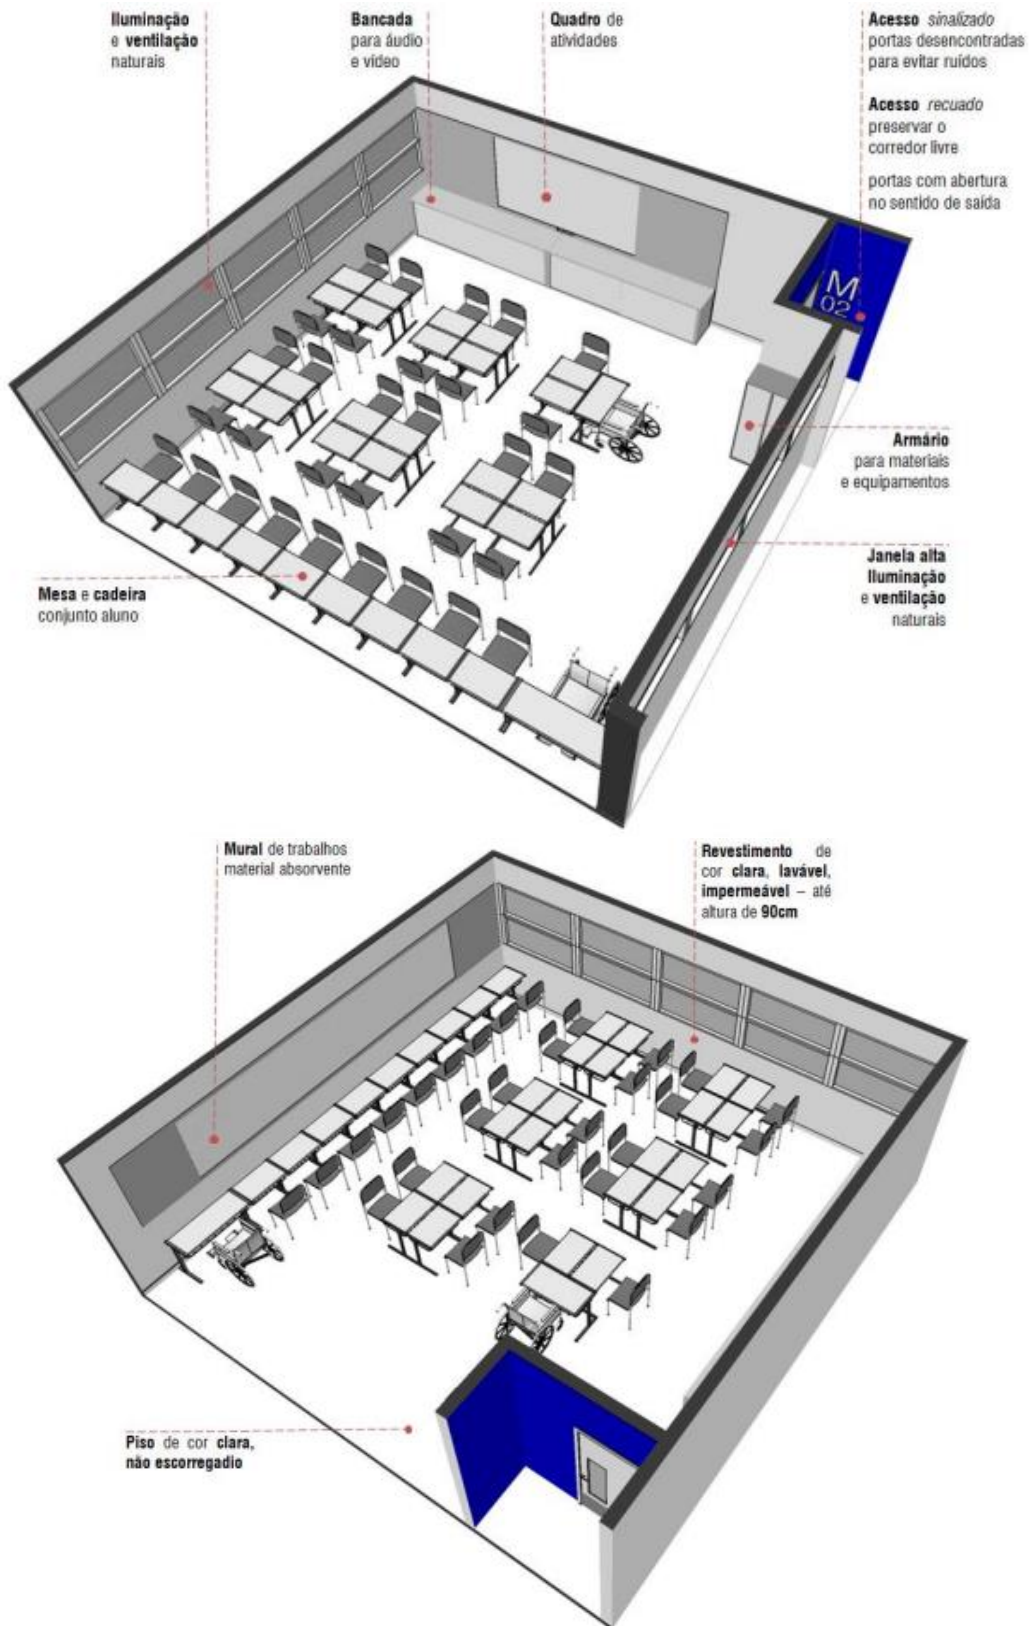 Iluminação
e ventilação
naturais
Bancada
para áudio
e vídeo
Quadro de
atividades
Acesso sinalizado
portas desencontradas
para evitar ruídos
Acesso recuado
preservar o
corredor livre
portas com abertura
no sentido de saída
M
02
Armário
para materiais
e equipamentos
Janela alta
Iluminação
e ventilação
naturais
Mesa e cadeira
conjunto aluno
Mural de trabalhos
material absorvente
Revestimento de
cor clara, lavável,
impermeável – até
altura de 90cm
Piso de cor clara,
não escorregadio